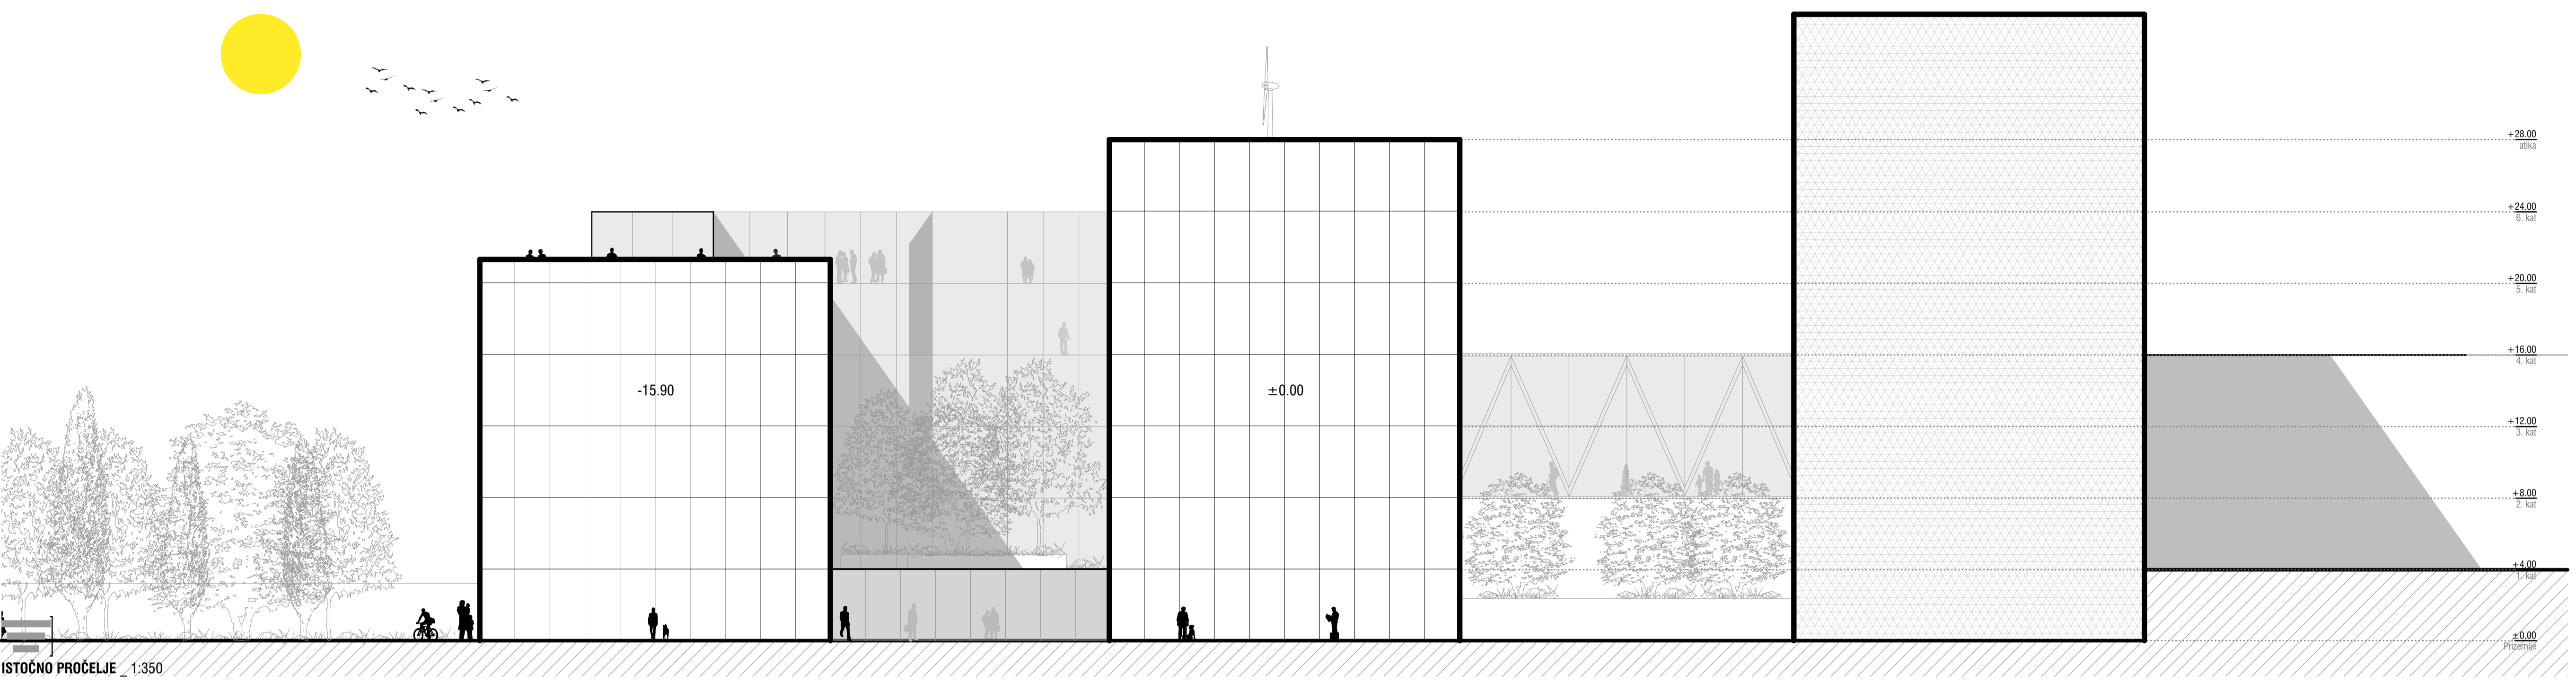 +28.00
atika
+24.00
6. kat
+20.00
5. kat
+16.00
4. kat
-15.90
±0.00
+12.00
3. kat
+8.00
2. kat
+4.00
1. kat
±0.00
Prizemlje
ISTOČNO PROČELJE _ 1:350